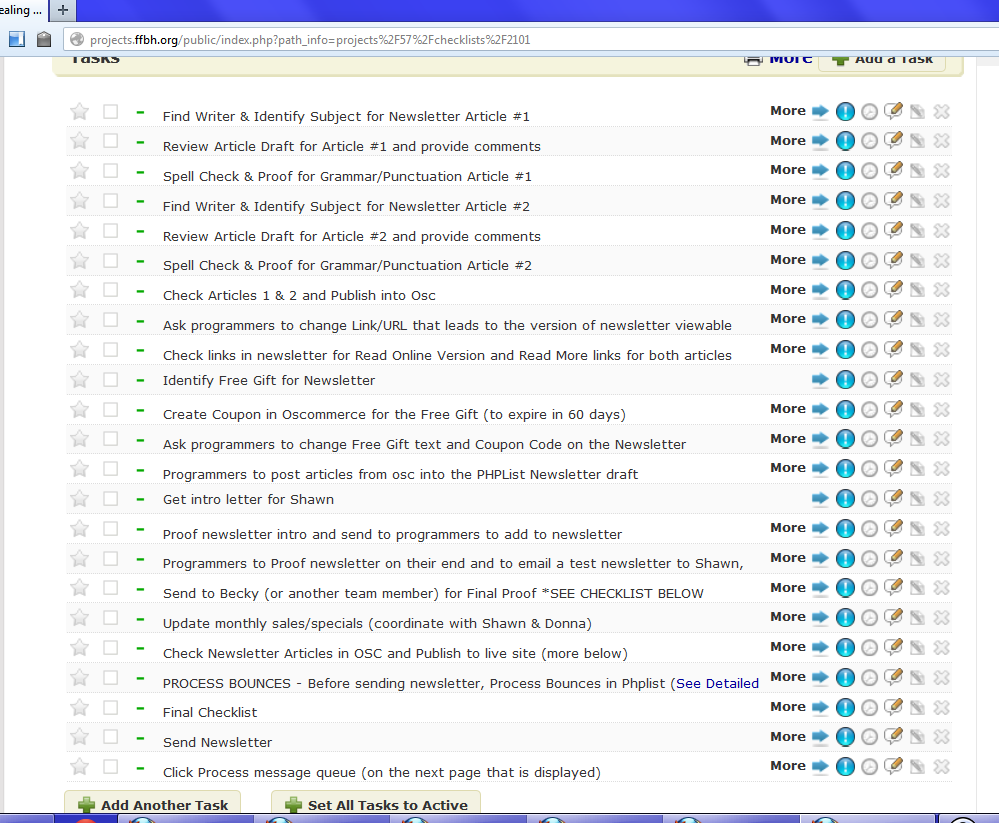 ealing ...
projects.ffbh.org/public/index.php?path_info=projects%2F57%2Fchecklists%2F2101
Tasks More Add a Task
Find Writer & Identify Subject for Newsletter Article #1 More
Review Article Draft for Article #1 and provide comments More
Spell Check & Proof for Grammar/Punctuation Article #1 More
Find Writer & Identify Subject for Newsletter Article #2 More
Review Article Draft for Article #2 and provide comments More
Spell Check & Proof for Grammar/Punctuation Article #2 More
Check Articles 1 & 2 and Publish into Osc More
Ask programmers to change Link/URL that leads to the version of newsletter viewable More
Check links in newsletter for Read Online Version and Read More links for both articles More
Identify Free Gift for Newsletter
Create Coupon in Oscommerce for the Free Gift (to expire in 60 days) More
Ask programmers to change Free Gift text and Coupon Code on the Newsletter More
Programmers to post articles from osc into the PHPList Newsletter draft More
Get intro letter for Shawn
Proof newsletter intro and send to programmers to add to newsletter More
Programmers to Proof newsletter on their end and to email a test newsletter to Shawn, More
Send to Becky (or another team member) for Final Proof *SEE CHECKLIST BELOW More
Update monthly sales/specials (coordinate with Shawn & Donna) More
Check Newsletter Articles in OSC and Publish to live site (more below) More
PROCESS BOUNCES - Before sending newsletter, Process Bounces in Phplist (See Detailed More
Final Checklist More
Send Newsletter More
Click Process message queue (on the next page that is displayed) More
Add Another Task Set All Tasks to Active